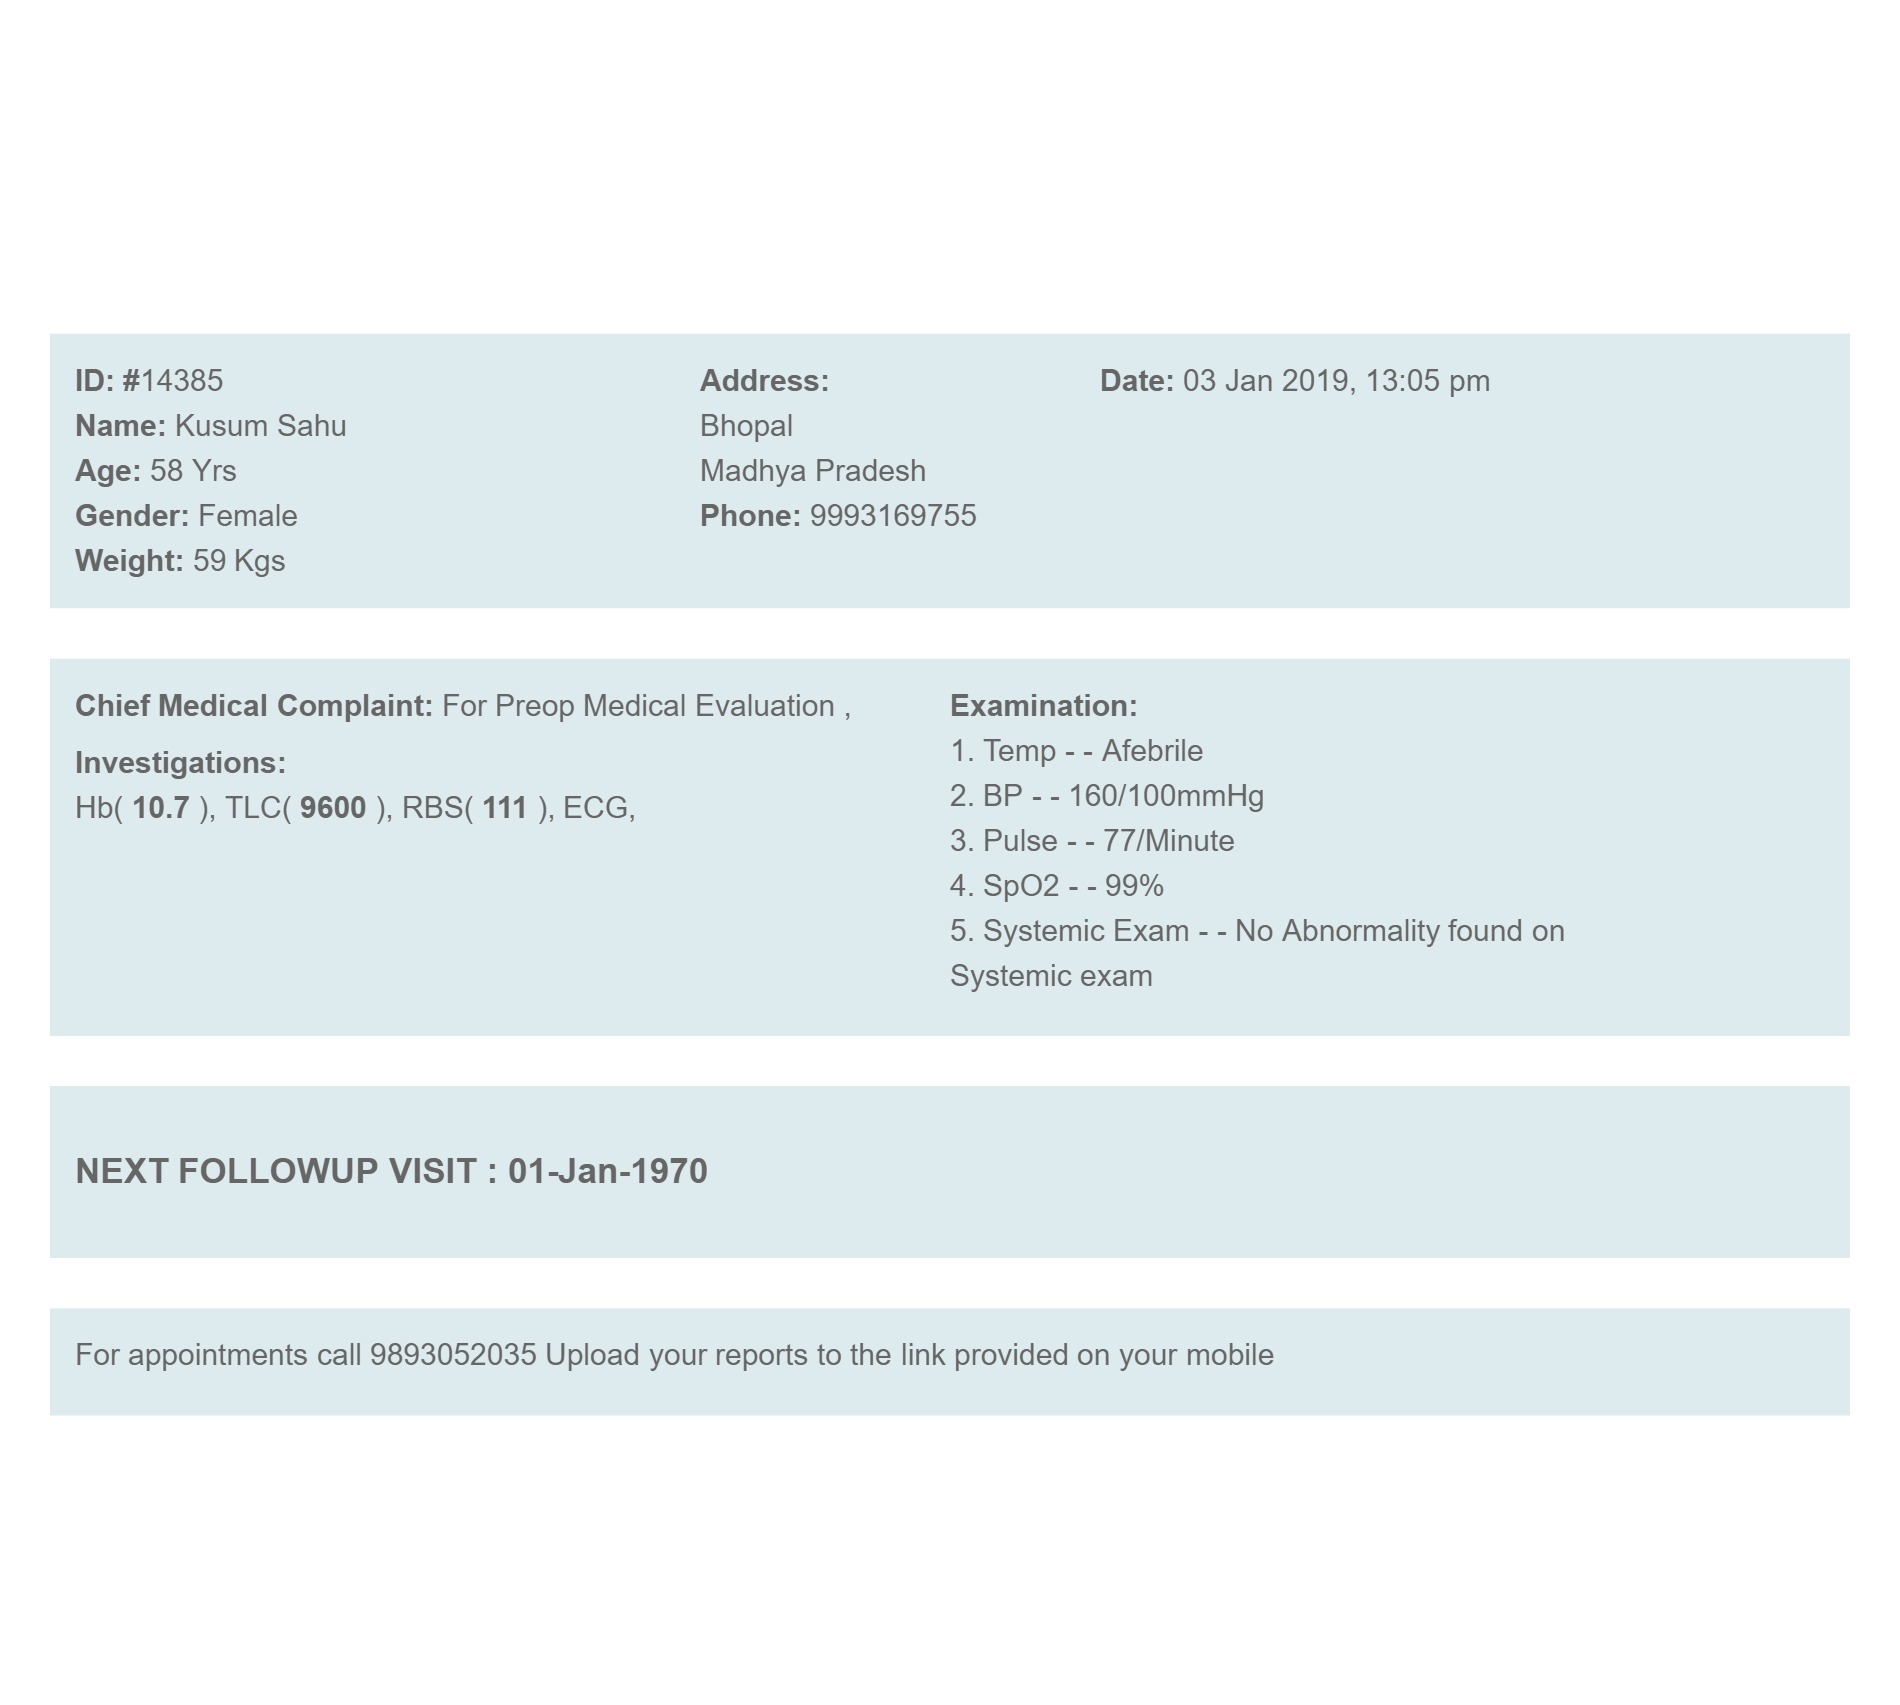 ID: #14385
Name: Kusum Sahu
Age: 58 Yrs
Gender: Female
Weight: 59 Kgs
Address:
Bhopal
Madhya Pradesh
Phone: 9993169755
Date: 03 Jan 2019, 13:05 pm
Chief Medical Complaint: For Preop Medical Evaluation ,
Investigations:
Hb( 10.7 ), TLC( 9600 ), RBS( 111 ), ECG,
Examination:
1. Temp - - Afebrile
2. BP - - 160/100mmHg
3. Pulse - - 77/Minute
4. SpO2 - - 99%
5. Systemic Exam - - No Abnormality found on
Systemic exam
NEXT FOLLOWUP VISIT : 01-Jan-1970
For appointments call 9893052035 Upload your reports to the link provided on your mobile